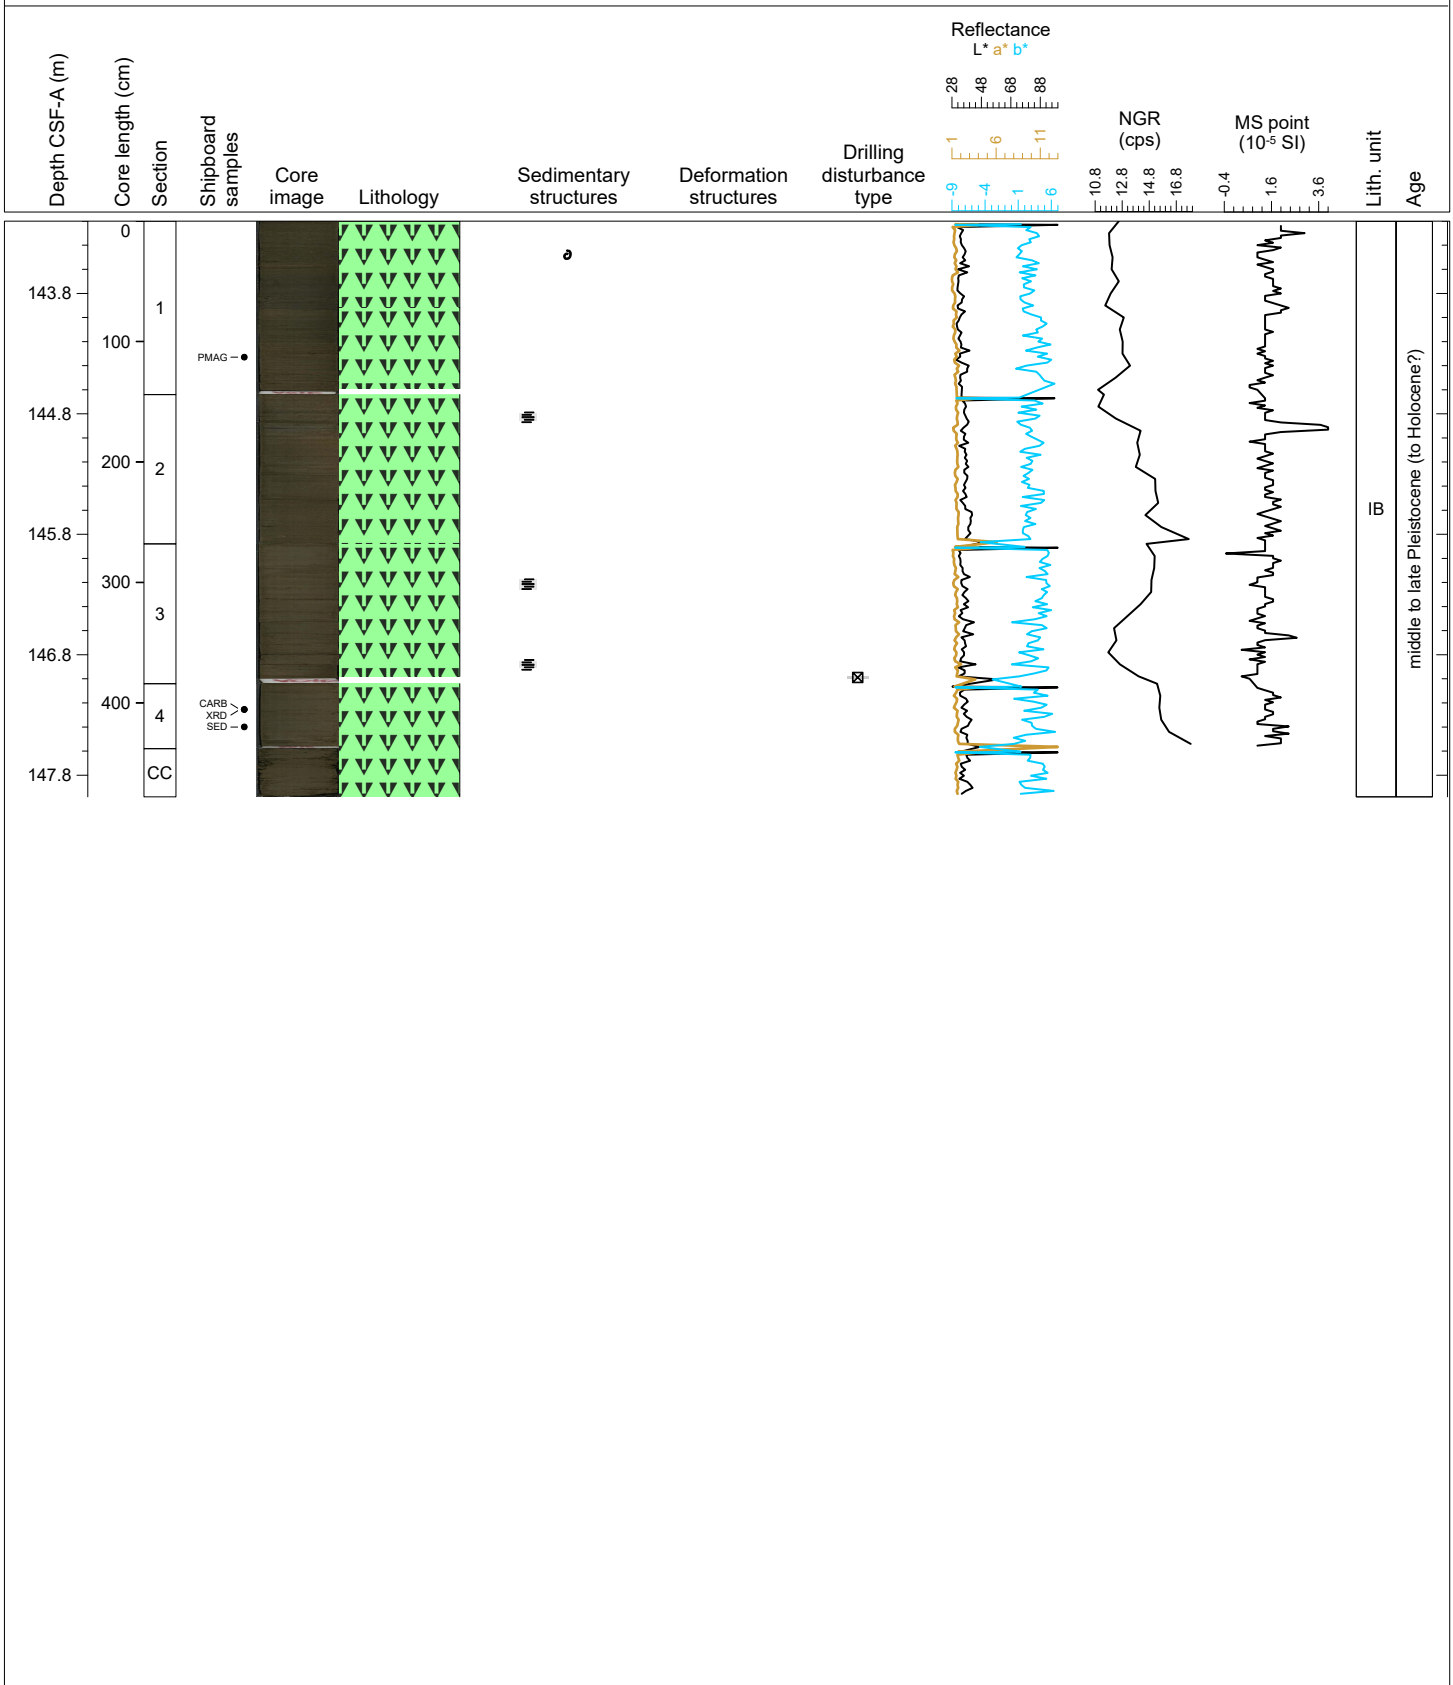 Depth CSF-A (m)
Core length (cm)
Section
Shipboard
samples
Core
image
Lithology
Sedimentary
structures
Deformation
structures
Drilling
disturbance
type
Reflectance
L* a* b*
28 48 68 88
1 6 11
-9 -4 1 6
NGR
(cps)
10.8 12.8 14.8 16.8
MS point
(10⁻⁵ SI)
-0.4 1.6 3.6
Lith. unit
Age
0
143.8
1
100
PMAG
144.8
200
2
145.8
IB
middle to late Pleistocene (to Holocene?)
300
3
146.8
400
CARB
XRD
SED
4
147.8
CC